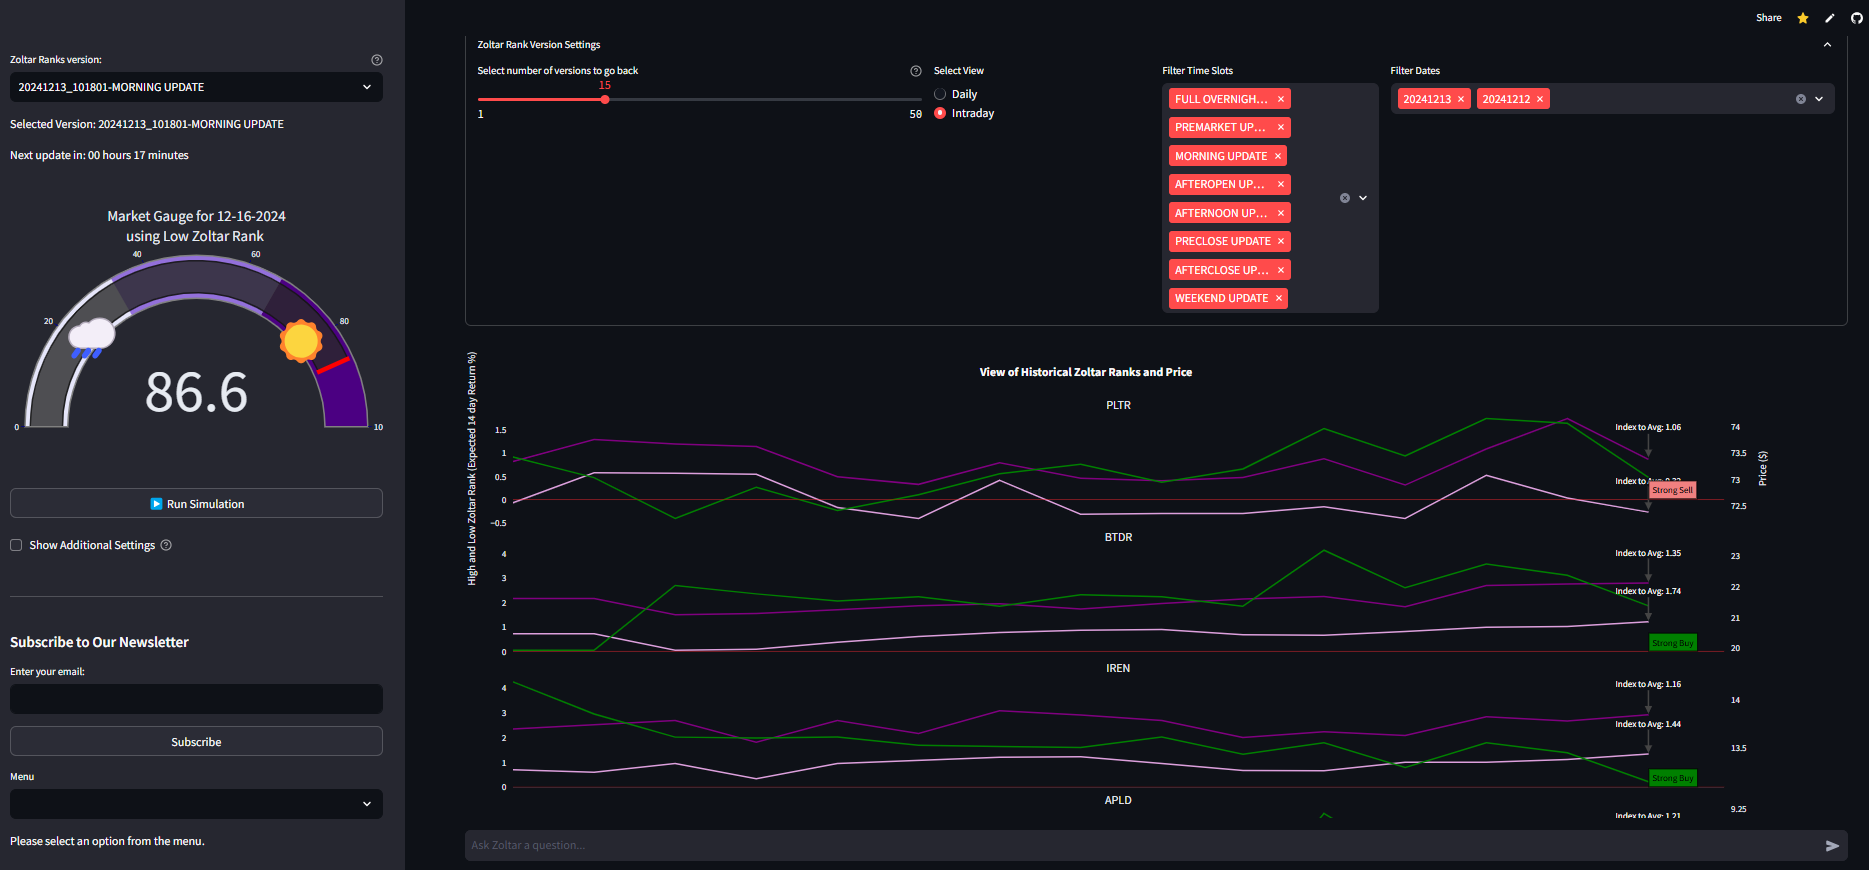 Share
Zoltar Ranks version:
20241213_101801-MORNING UPDATE
Selected Version: 20241213_101801-MORNING UPDATE
Next update in: 00 hours 17 minutes
Market Gauge for 12-16-2024
using Low Zoltar Rank
0
20
40
60
80
10
86.6
Run Simulation
Show Additional Settings
Subscribe to Our Newsletter
Enter your email:
Subscribe
Menu
Please select an option from the menu.
Zoltar Rank Version Settings
Select number of versions to go back
15
1
50
Select View
Daily
Intraday
Filter Time Slots
FULL OVERNIGH...
PREMARKET UP...
MORNING UPDATE
AFTEROPEN UP...
AFTERNOON UP...
PRECLOSE UPDATE
AFTERCLOSE UP...
WEEKEND UPDATE
Filter Dates
20241213
20241212
View of Historical Zoltar Ranks and Price
High and Low Zoltar Rank (Expected 14 day Return %)
Price ($)
PLTR
1.5
1
0.5
0
−0.5
Index to Avg: 1.06
Index to
Strong Sell
74
73.5
73
72.5
BTDR
4
3
2
1
0
Index to Avg: 1.35
Index to Avg: 1.74
Strong Buy
23
22
21
20
IREN
4
3
2
1
0
Index to Avg: 1.16
Index to Avg: 1.44
Strong Buy
14
13.5
APLD
Index to Avg: 1.21
9.25
Ask Zoltar a question...